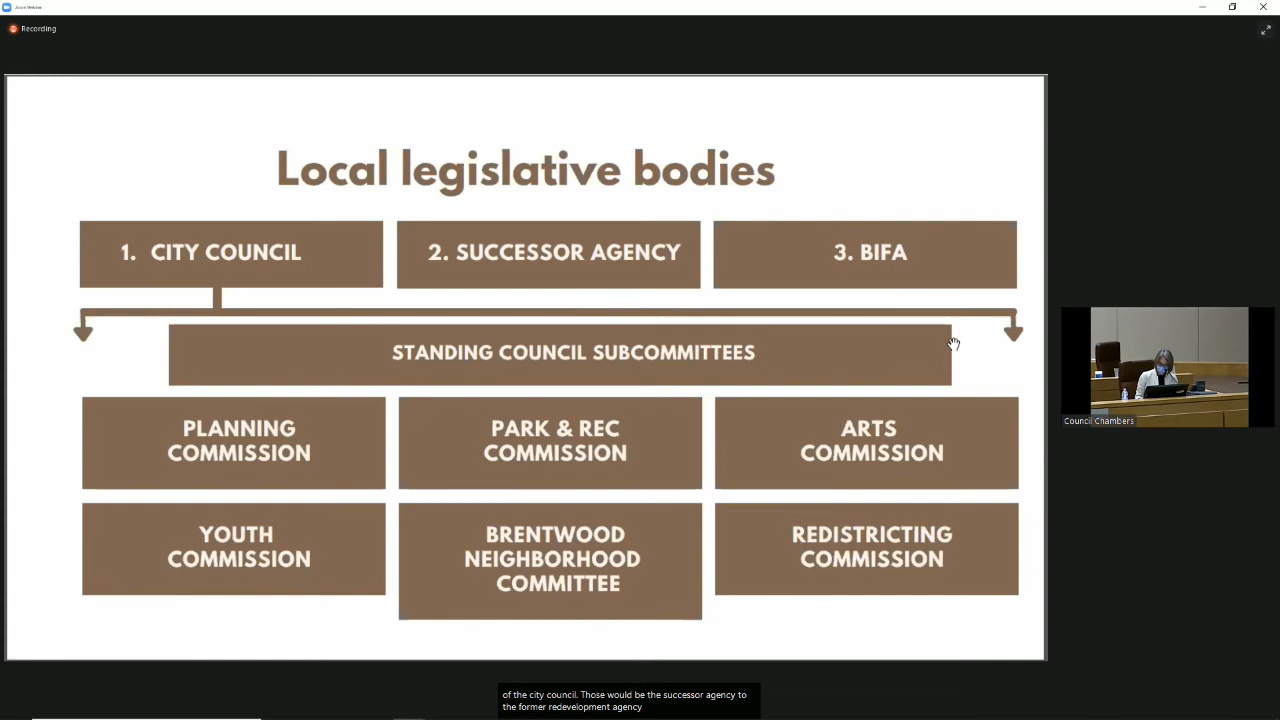 Zoom Webinar
Recording
Local legislative bodies
1. CITY COUNCIL
2. SUCCESSOR AGENCY
3. BIFA
STANDING COUNCIL SUBCOMMITTEES
PLANNING
COMMISSION
PARK & REC
COMMISSION
ARTS
COMMISSION
YOUTH
COMMISSION
BRENTWOOD
NEIGHBORHOOD
COMMITTEE
REDISTRICTING
COMMISSION
Council Chambers
of the city council. Those would be the successor agency to
the former redevelopment agency